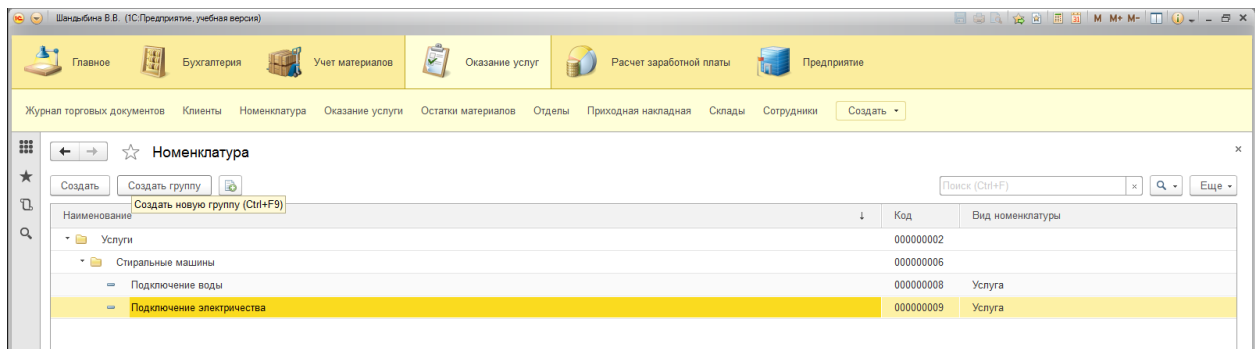 Шандыбина В.В. (1С:Предприятие, учебная версия)
M M+ M-
Главное Бухгалтерия Учет материалов Оказание услуг Расчет заработной платы Предприятие
Журнал торговых документов Клиенты Номенклатура Оказание услуги Остатки материалов Отделы Приходная накладная Склады Сотрудники Создать
Номенклатура
Создать Создать группу Поиск (Ctrl+F) Еще
Создать новую группу (Ctrl+F9)
Наименование Код Вид номенклатуры
Услуги 000000002
Стиральные машины 000000006
Подключение воды 000000008 Услуга
Подключение электричества 000000009 Услуга